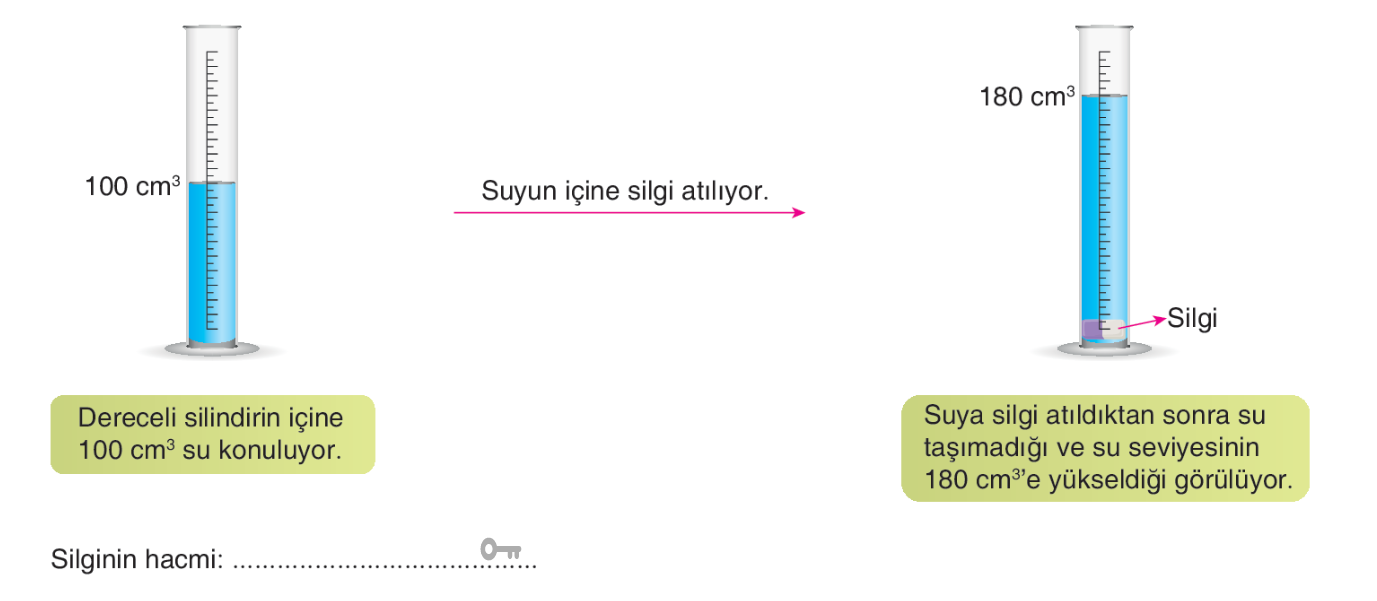 100 cm³
Suyun içine silgi atılıyor.
180 cm³
Silgi
Dereceli silindirin içine
100 cm³ su konuluyor.
Suya silgi atıldıktan sonra su
taşımadığı ve su seviyesinin
180 cm³'e yükseldiği görülüyor.
Silginin hacmi: ..........................................